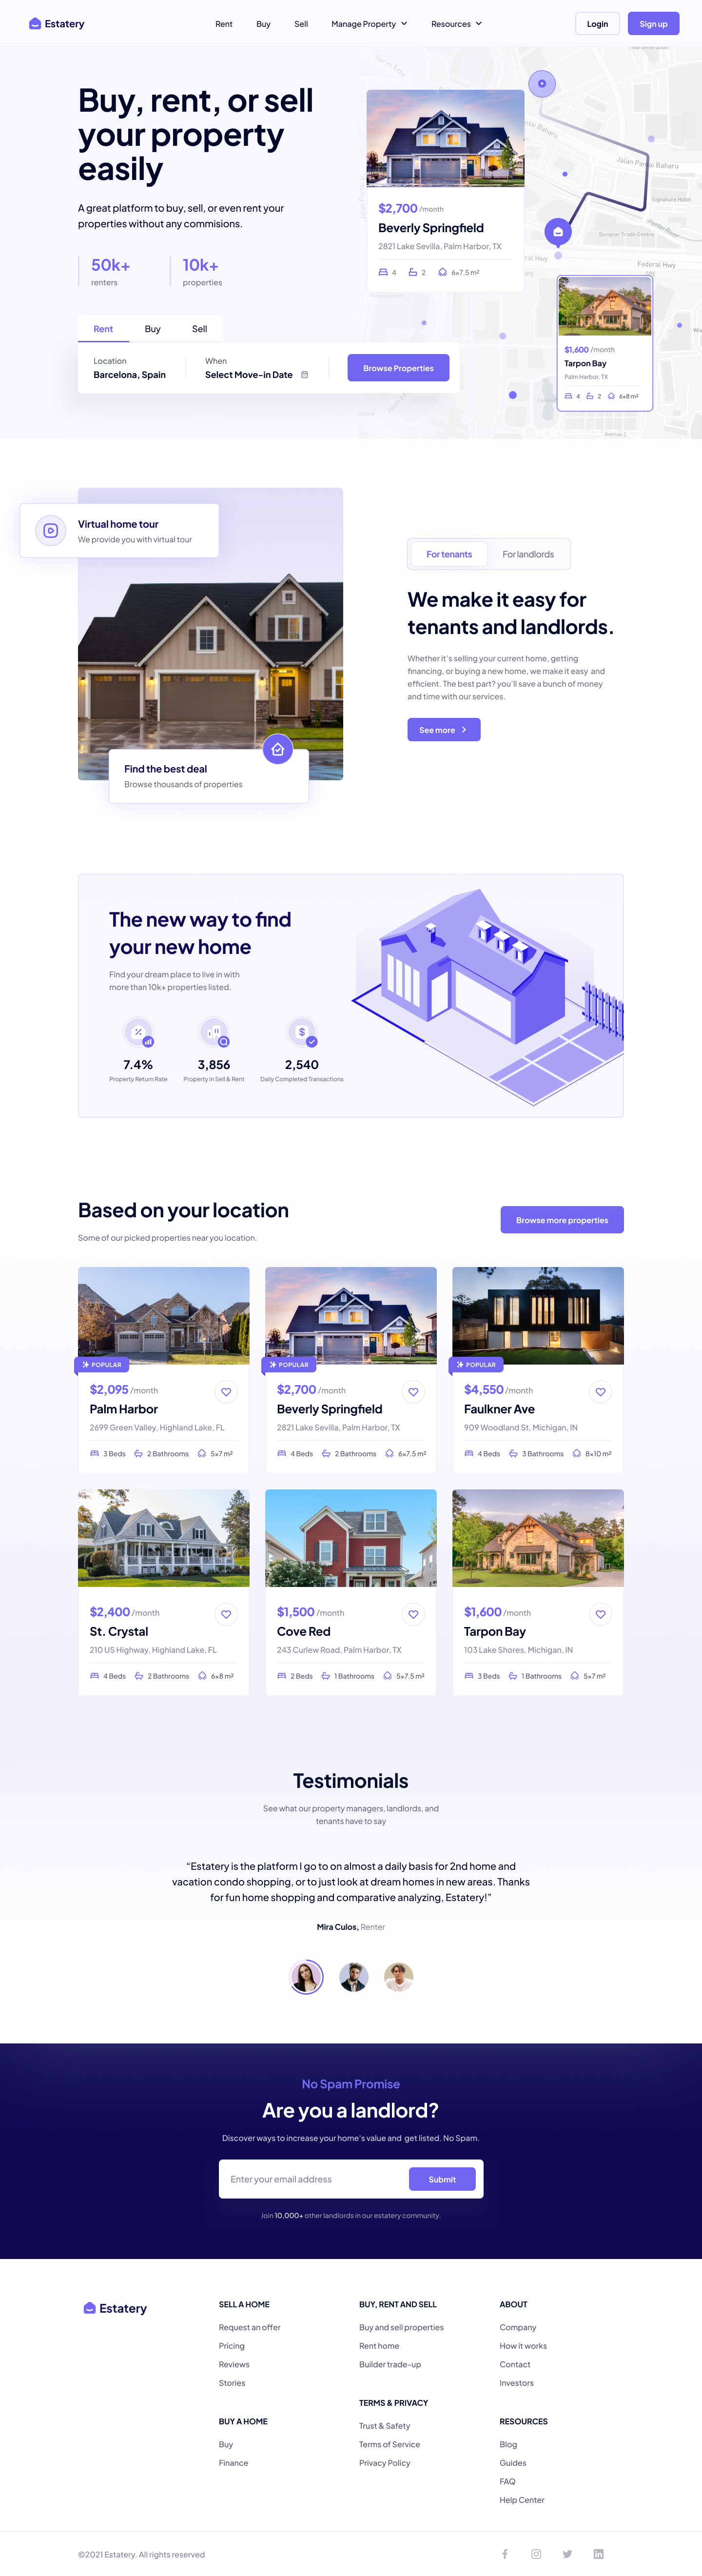 Estatery
Rent
Buy
Sell
Manage Property
Resources
Login
Sign up
Buy, rent, or sell
your property
easily
A great platform to buy, sell, or even rent your
properties without any commisions.
50k+
renters
10k+
properties
Rent
Buy
Sell
Location
Barcelona, Spain
When
Select Move-in Date
Browse Properties
$2,700 /month
Beverly Springfield
2821 Lake Sevilla, Palm Harbor, TX
4
2
6x7.5 m²
Jalan Pantai Baharu
Signature Hotel
Bangsar Trade Centre
Federal Hwy
$1,600 /month
Tarpon Bay
Palm Harbor, TX
4
2
6x8 m²
Virtual home tour
We provide you with virtual tour
Find the best deal
Browse thousands of properties
For tenants
For landlords
We make it easy for
tenants and landlords.
Whether it’s selling your current home, getting
financing, or buying a new home, we make it easy and
efficient. The best part? you’ll save a bunch of money
and time with our services.
See more
The new way to find
your new home
Find your dream place to live in with
more than 10k+ properties listed.
7.4%
Property Return Rate
3,856
Property in Sell & Rent
2,540
Daily Completed Transactions
Based on your location
Some of our picked properties near you location.
Browse more properties
POPULAR
$2,095 /month
Palm Harbor
2699 Green Valley, Highland Lake, FL
3 Beds
2 Bathrooms
5x7 m²
POPULAR
$2,700 /month
Beverly Springfield
2821 Lake Sevilla, Palm Harbor, TX
4 Beds
2 Bathrooms
6x7.5 m²
POPULAR
$4,550 /month
Faulkner Ave
909 Woodland St, Michigan, IN
4 Beds
3 Bathrooms
8x10 m²
$2,400 /month
St. Crystal
210 US Highway, Highland Lake, FL
4 Beds
2 Bathrooms
6x8 m²
$1,500 /month
Cove Red
243 Curlew Road, Palm Harbor, TX
2 Beds
1 Bathrooms
5x7.5 m²
$1,600 /month
Tarpon Bay
103 Lake Shores, Michigan, IN
3 Beds
1 Bathrooms
5x7 m²
Testimonials
See what our property managers, landlords, and
tenants have to say
“Estatery is the platform I go to on almost a daily basis for 2nd home and
vacation condo shopping, or to just look at dream homes in new areas. Thanks
for fun home shopping and comparative analyzing, Estatery!”
Mira Culos, Renter
No Spam Promise
Are you a landlord?
Discover ways to increase your home's value and get listed. No Spam.
Enter your email address
Submit
Join 10,000+ other landlords in our estatery community.
Estatery
SELL A HOME
Request an offer
Pricing
Reviews
Stories
BUY A HOME
Buy
Finance
BUY, RENT AND SELL
Buy and sell properties
Rent home
Builder trade-up
TERMS & PRIVACY
Trust & Safety
Terms of Service
Privacy Policy
ABOUT
Company
How it works
Contact
Investors
RESOURCES
Blog
Guides
FAQ
Help Center
©2021 Estatery. All rights reserved